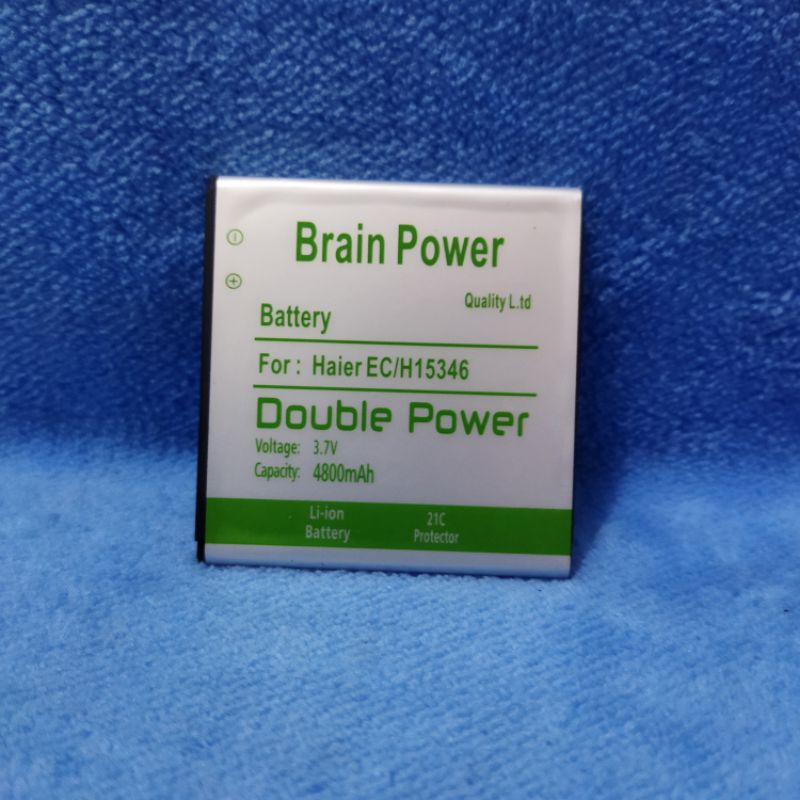 Brain Power
Quality L.td
Battery
For : Haier EC/H15346
Double Power
Voltage: 3.7V
Capacity: 4800mAh
Li-ion Battery
21C Protector